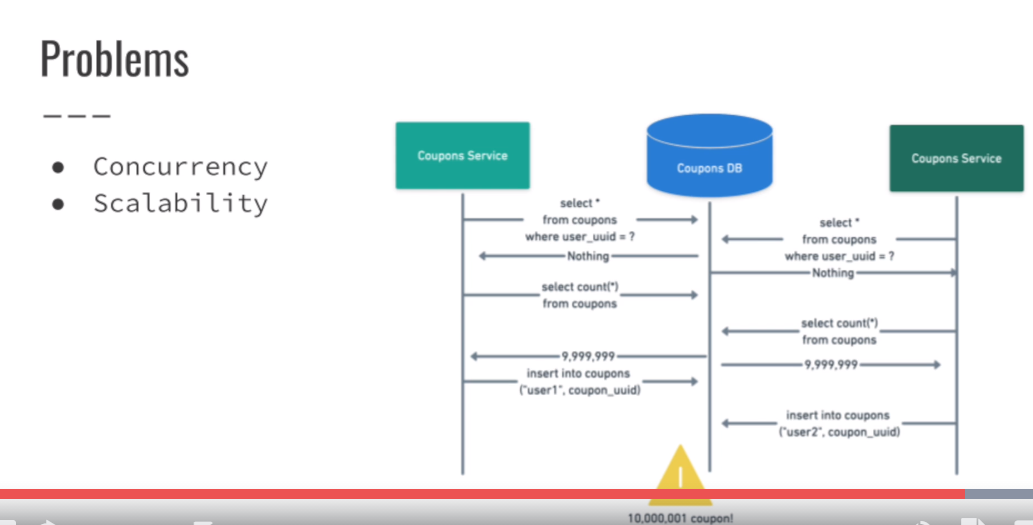 Problems
● Concurrency
● Scalability
Coupons Service
Coupons DB
Coupons Service
select *
from coupons
where user_uuid = ?
Nothing
select count(*)
from coupons
9,999,999
insert into coupons
("user1", coupon_uuid)
select *
from coupons
where user_uuid = ?
Nothing
select count(*)
from coupons
9,999,999
insert into coupons
("user2", coupon_uuid)
10,000,001 coupon!